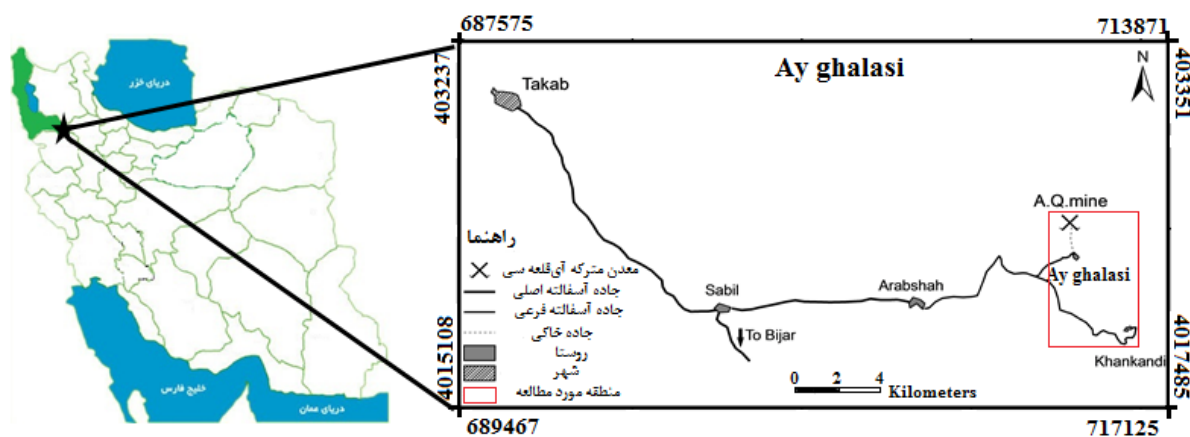 دریای خزر
خلیج فارس
دریای عمان
687575
713871
403237
403351
4015108
4017485
689467
717125
Ay ghalasi
N
Takab
A.Q.mine
Ay ghalasi
Sabil
Arabshah
To Bijar
Khankandi
راهنما
معدن متركه آی‌قلعه سی
جاده آسفالته اصلی
جاده آسفالته فرعی
جاده خاکی
روستا
شهر
منطقه مورد مطالعه
0 2 4
Kilometers